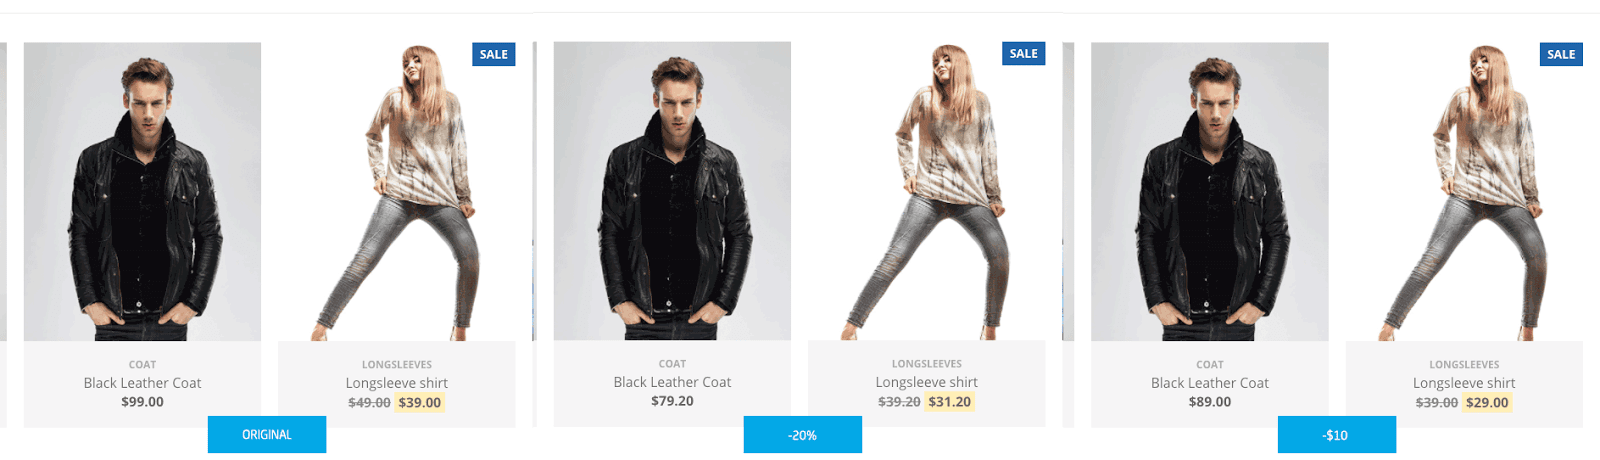 SALE
COAT
Black Leather Coat
$99.00
LONGSLEEVES
Longsleeve shirt
$49.00 $39.00
ORIGINAL
SALE
COAT
Black Leather Coat
$79.20
LONGSLEEVES
Longsleeve shirt
$39.20 $31.20
-20%
SALE
COAT
Black Leather Coat
$89.00
LONGSLEEVES
Longsleeve shirt
$39.00 $29.00
-$10